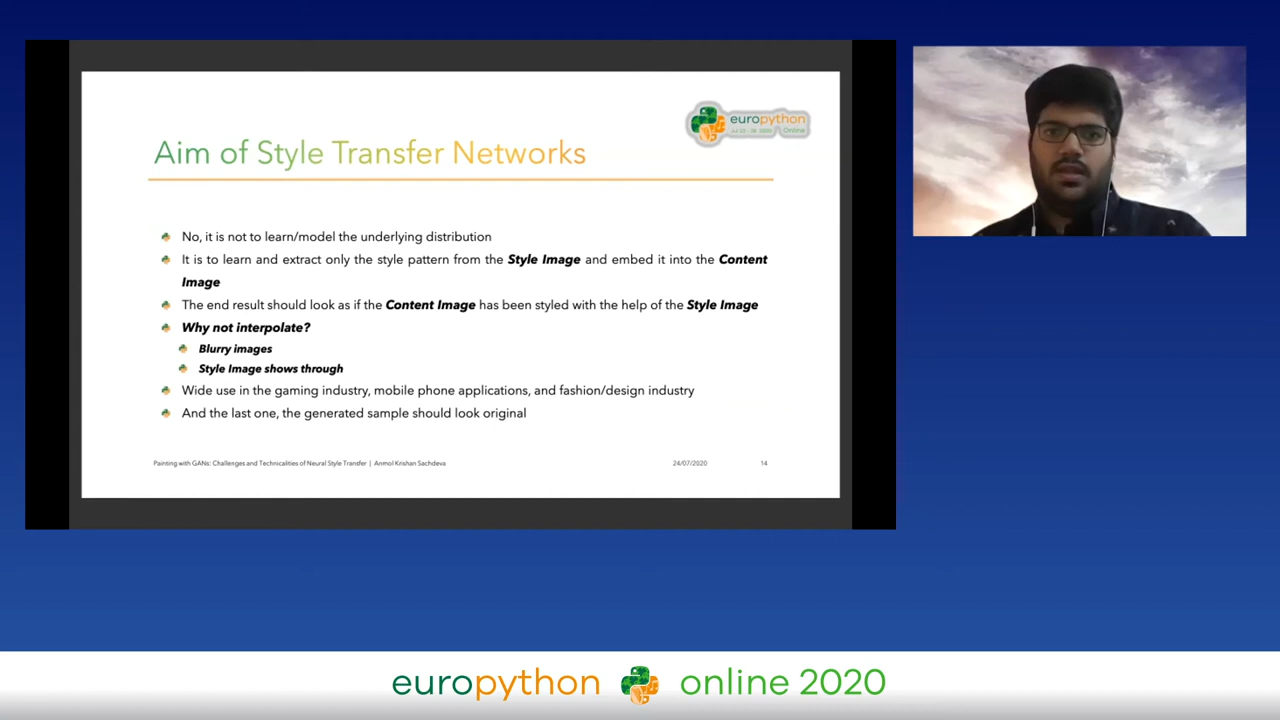 europython
Jul 23 - 26 2020 Online
Aim of Style Transfer Networks
No, it is not to learn/model the underlying distribution
It is to learn and extract only the style pattern from the Style Image and embed it into the Content
Image
The end result should look as if the Content Image has been styled with the help of the Style Image
Why not interpolate?
Blurry images
Style Image shows through
Wide use in the gaming industry, mobile phone applications, and fashion/design industry
And the last one, the generated sample should look original
Painting with GANs: Challenges and Technicalities of Neural Style Transfer | Anmol Krishan Sachdeva 24/07/2020 14
europython online 2020